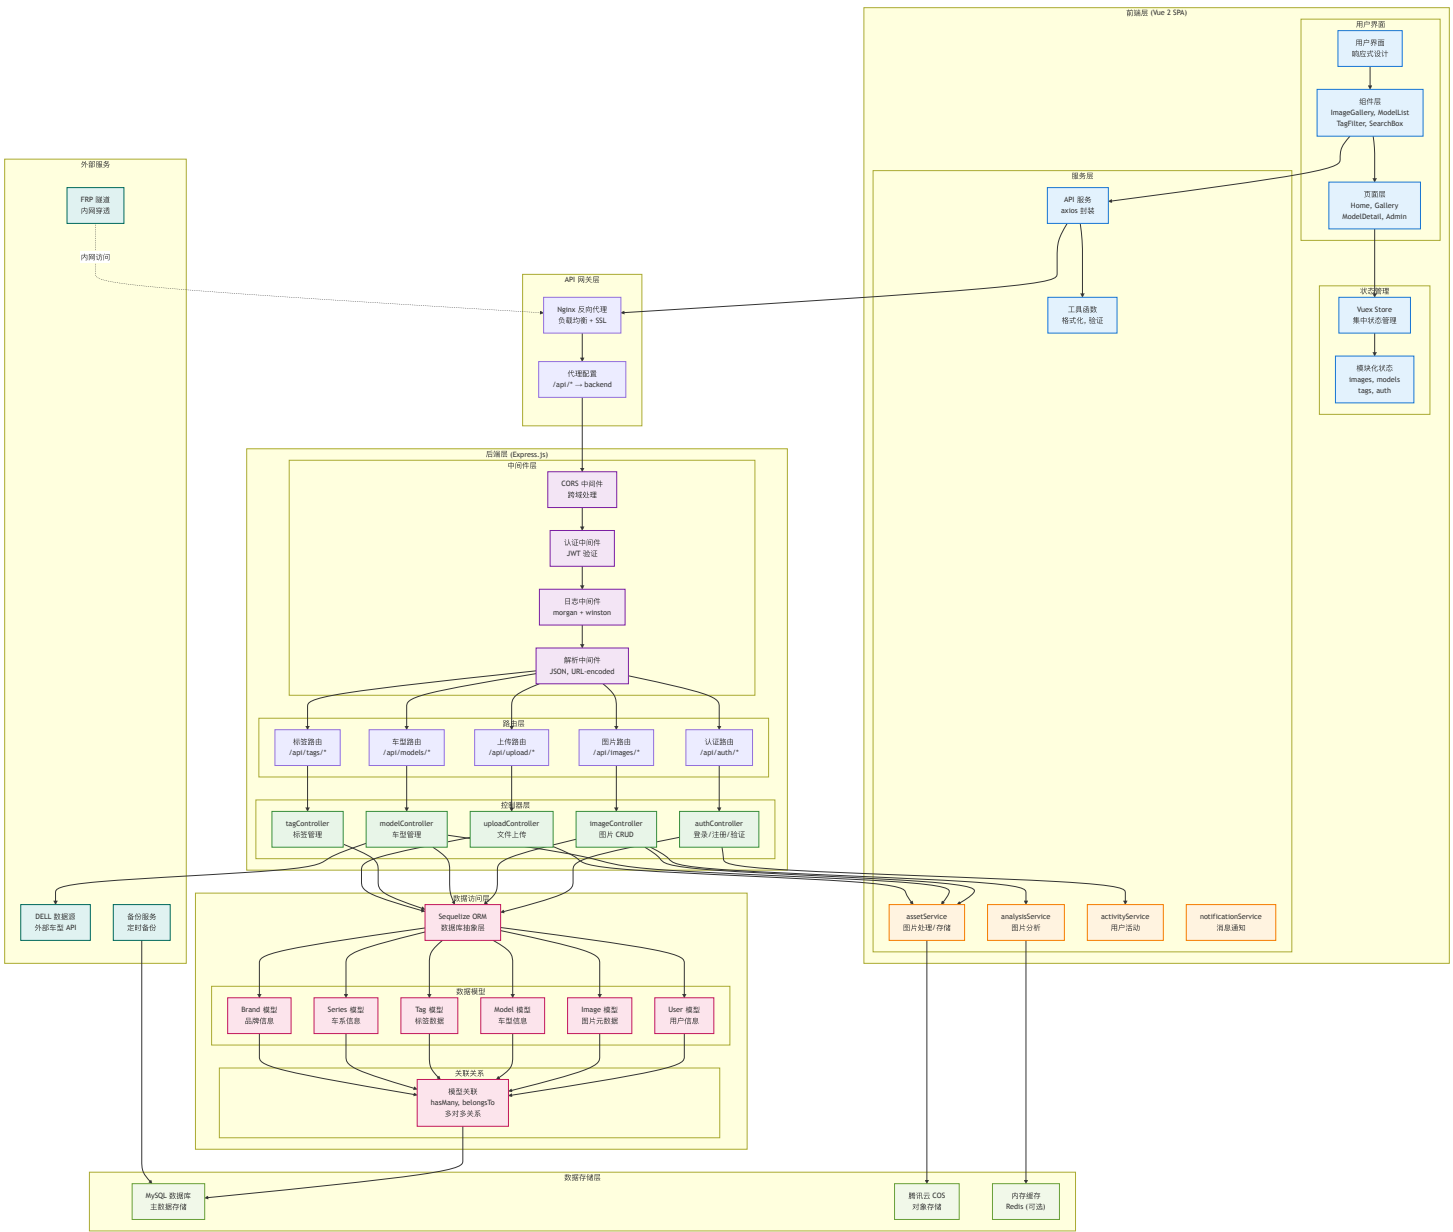 前端层 (Vue 2 SPA)
用户界面
用户界面
响应式设计
组件层
ImageGallery, ModelList
TagFilter, SearchBox
页面层
Home, Gallery
ModelDetail, Admin
服务层
API 服务
axios 封装
工具函数
格式化, 验证
状态管理
Vuex Store
集中状态管理
模块化状态
images, models
tags, auth
外部服务
FRP 隧道
内网穿透
内网访问
API 网关层
Nginx 反向代理
负载均衡 + SSL
代理配置
/api/* → backend
后端层 (Express.js)
中间件层
CORS 中间件
跨域处理
认证中间件
JWT 验证
日志中间件
morgan + winston
解析中间件
JSON, URL-encoded
路由层
标签路由
/api/tags/*
车型路由
/api/models/*
上传路由
/api/upload/*
图片路由
/api/images/*
认证路由
/api/auth/*
控制器层
tagController
标签管理
modelController
车型管理
uploadController
文件上传
imageController
图片 CRUD
authController
登录/注册/验证
DELL 数据源
外部车型 API
备份服务
定时备份
数据访问层
Sequelize ORM
数据库抽象层
assetService
图片处理/存储
analysisService
图片分析
activityService
用户活动
notificationService
消息通知
数据模型
Brand 模型
品牌信息
Series 模型
车系信息
Tag 模型
标签数据
Model 模型
车型信息
Image 模型
图片元数据
User 模型
用户信息
关联关系
模型关联
hasMany, belongsTo
多对多关系
数据存储层
MySQL 数据库
主数据存储
腾讯云 COS
对象存储
内存缓存
Redis (可选)